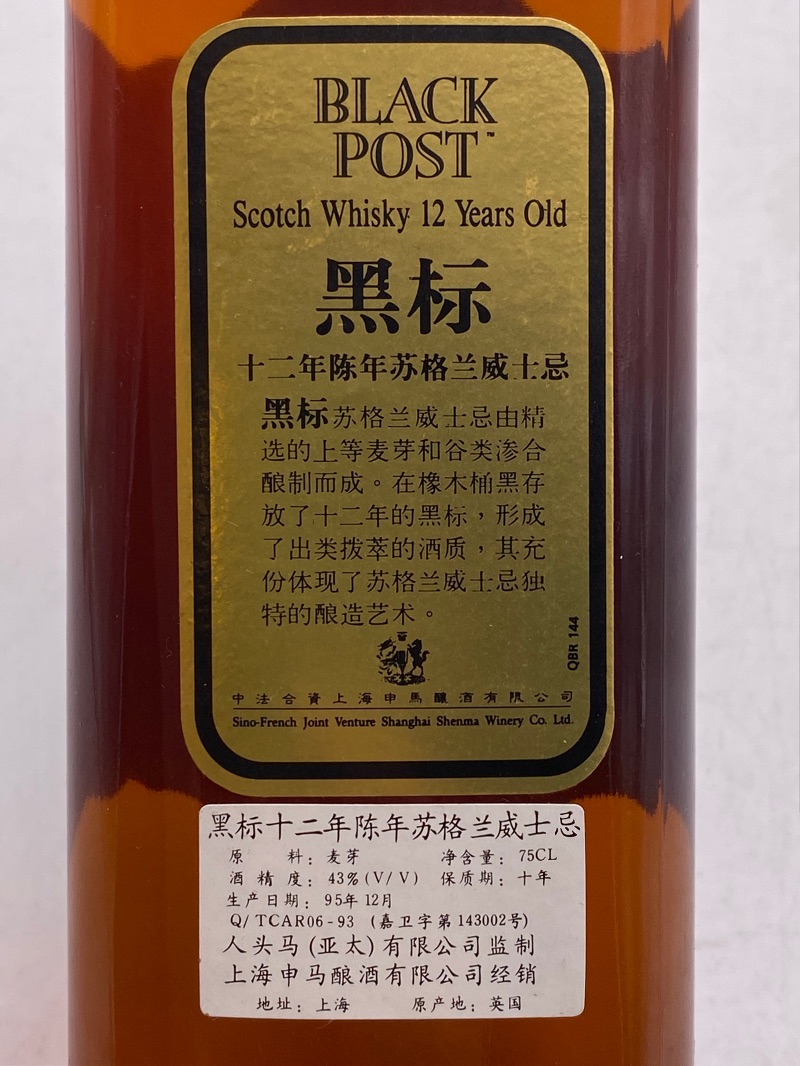 BLACK
POST™
Scotch Whisky 12 Years Old
黑标
十二年陈年苏格兰威士忌
黑标苏格兰威士忌由精
选的上等麦芽和谷类渗合
酿制而成。在橡木桶黑存
放了十二年的黑标，形成
了出类拨萃的酒质，其充
份体现了苏格兰威士忌独
特的酿造艺术。
QBR 144
中法合資上海申馬釀酒有限公司
Sino-French Joint Venture Shanghai Shenma Winery Co. Ltd.
黑标十二年陈年苏格兰威士忌
原 料：麦芽 净含量：75CL
酒精度：43%(V/V) 保质期：十年
生产日期：95年12月
Q/TCAR06-93 (嘉卫字第143002号)
人头马(亚太)有限公司监制
上海申马酿酒有限公司经销
地址：上海 原产地：英国